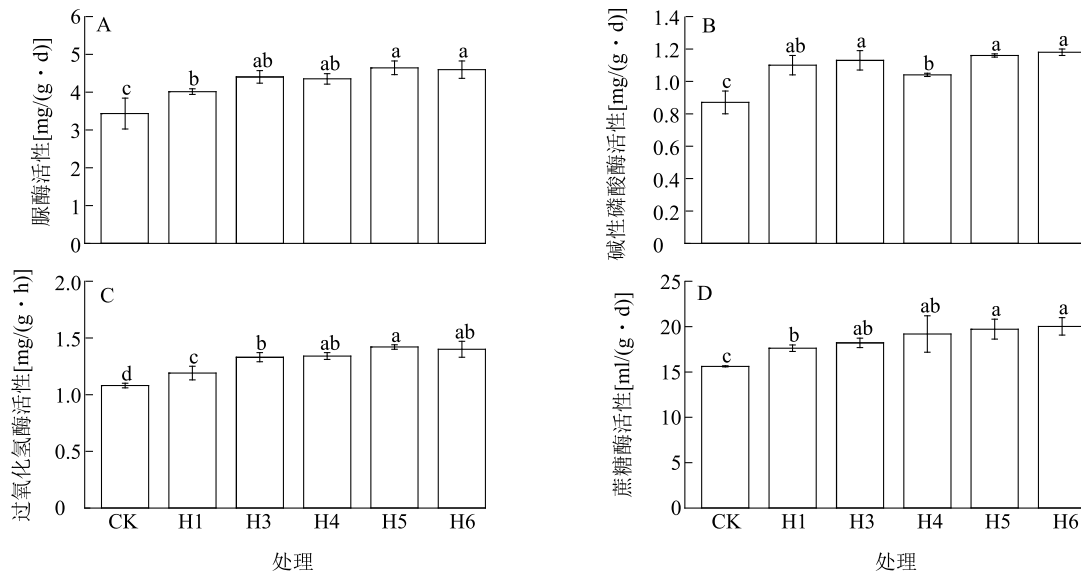 A
脲酶活性[mg/(g·d)]
6
5
4
3
2
1
0
c
b
ab
ab
a
a
B
碱性磷酸酶活性[mg/(g·d)]
1.4
1.2
1.0
0.8
0.6
0.4
0.2
0
c
ab
a
b
a
a
C
过氧化氢酶活性[mg/(g·h)]
2.0
1.5
1.0
0.5
0
d
c
b
ab
a
ab
CK H1 H3 H4 H5 H6
处理
D
蔗糖酶活性[ml/(g·d)]
25
20
15
10
5
0
c
b
ab
ab
a
a
CK H1 H3 H4 H5 H6
处理